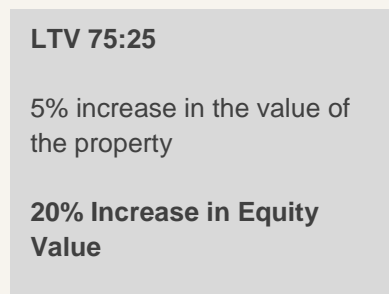 LTV 75:25
5% increase in the value of
the property
20% Increase in Equity
Value